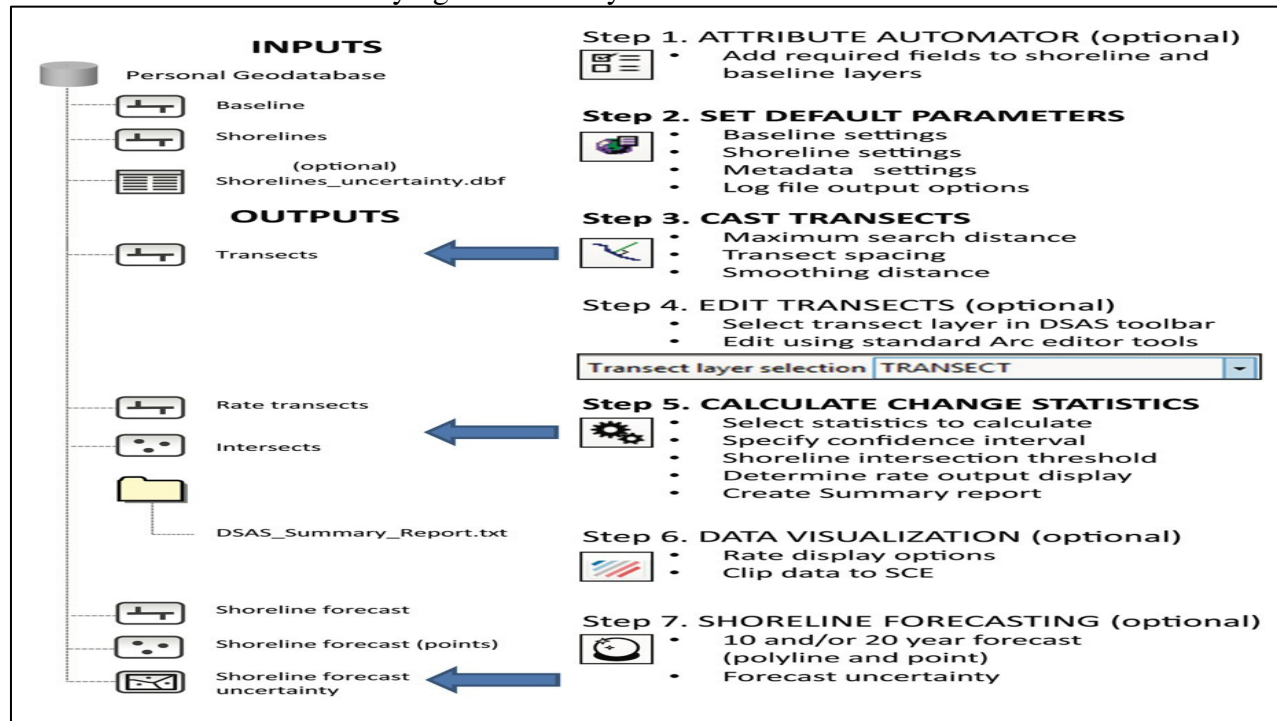 INPUTS
Personal Geodatabase
Baseline
Shorelines
(optional)
Shorelines_uncertainty.dbf
OUTPUTS
Transects
Rate transects
Intersects
DSAS_Summary_Report.txt
Shoreline forecast
Shoreline forecast (points)
Shoreline forecast
uncertainty
Step 1. ATTRIBUTE AUTOMATOR (optional)
• Add required fields to shoreline and
baseline layers
Step 2. SET DEFAULT PARAMETERS
• Baseline settings
• Shoreline settings
• Metadata settings
• Log file output options
Step 3. CAST TRANSECTS
• Maximum search distance
• Transect spacing
• Smoothing distance
Step 4. EDIT TRANSECTS (optional)
• Select transect layer in DSAS toolbar
• Edit using standard Arc editor tools
Transect layer selection TRANSECT
Step 5. CALCULATE CHANGE STATISTICS
• Select statistics to calculate
• Specify confidence interval
• Shoreline intersection threshold
• Determine rate output display
• Create Summary report
Step 6. DATA VISUALIZATION (optional)
• Rate display options
• Clip data to SCE
Step 7. SHORELINE FORECASTING (optional)
• 10 and/or 20 year forecast
(polyline and point)
• Forecast uncertainty